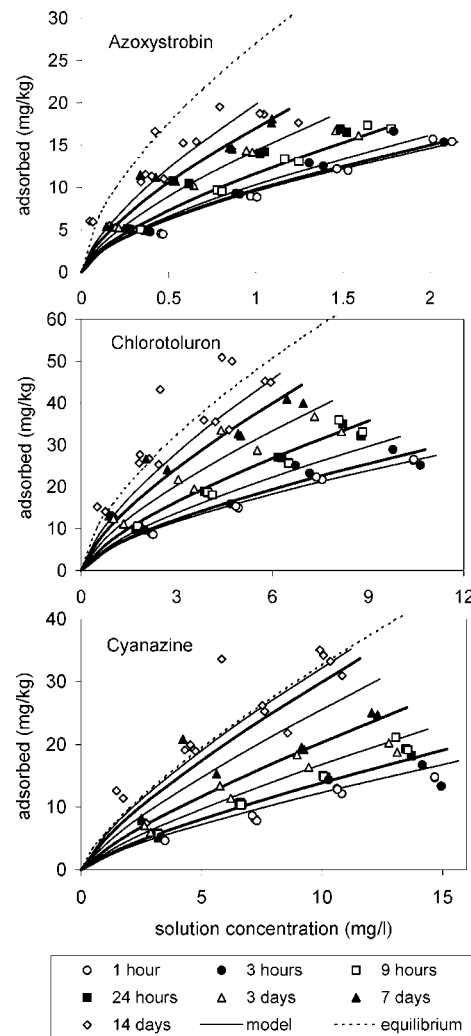 Azoxystrobin
adsorbed (mg/kg)
30
25
20
15
10
5
0
0 0.5 1 1.5 2
Chlorotoluron
adsorbed (mg/kg)
60
50
40
30
20
10
0
0 3 6 9 12
Cyanazine
adsorbed (mg/kg)
40
30
20
10
0
0 5 10 15
solution concentration (mg/l)
1 hour 3 hours 9 hours
24 hours 3 days 7 days
14 days model equilibrium